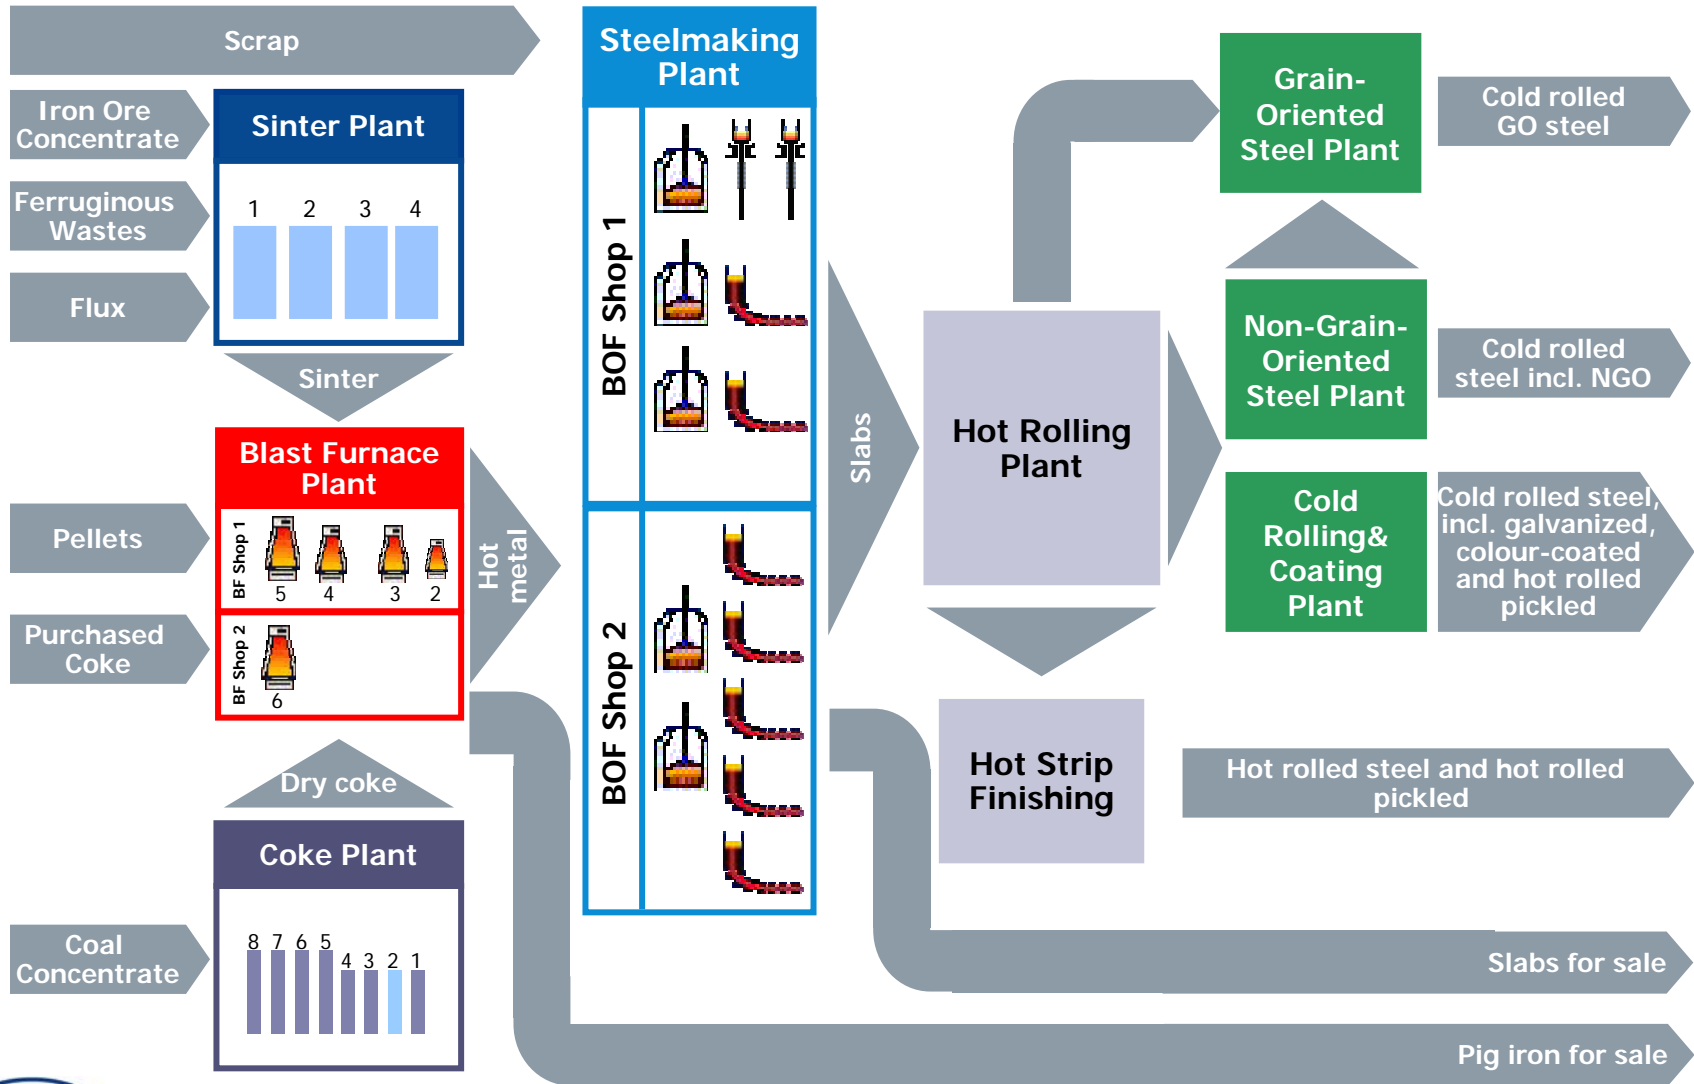 Scrap
Iron Ore
Concentrate
Ferruginous
Wastes
Flux
Sinter Plant
1 2 3 4
Sinter
Pellets
Purchased
Coke
Blast Furnace
Plant
BF Shop 1
5 4 3 2
BF Shop 2
6
Hot
metal
Dry coke
Coke Plant
8 7 6 5 4 3 2 1
Coal
Concentrate
Steelmaking
Plant
BOF Shop 1
BOF Shop 2
Slabs
Hot Rolling
Plant
Hot Strip
Finishing
Grain-
Oriented
Steel Plant
Cold rolled
GO steel
Non-Grain-
Oriented
Steel Plant
Cold rolled
steel incl. NGO
Cold
Rolling&
Coating
Plant
Cold rolled steel,
incl. galvanized,
colour-coated
and hot rolled
pickled
Hot rolled steel and hot rolled
pickled
Slabs for sale
Pig iron for sale